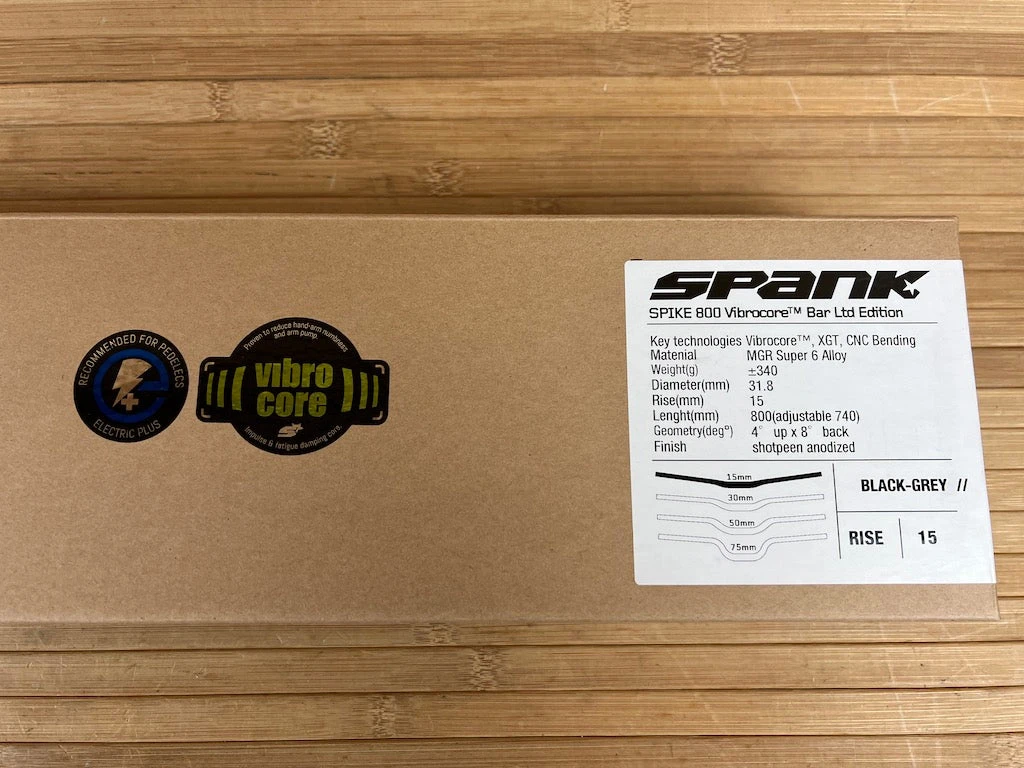 RECOMMENDED FOR PEDELECS
ELECTRIC PLUS
Proven to reduce hand-arm numbness
and arm pump.
vibro
core
Impulse & fatigue damping core.
SPANK
SPIKE 800 Vibrocore™ Bar Ltd Edition
Key technologies Vibrocore™, XGT, CNC Bending
Material MGR Super 6 Alloy
Weight(g) ±340
Diameter(mm) 31.8
Rise(mm) 15
Lenght(mm) 800(adjustable 740)
Geometry(deg°) 4° up x 8° back
Finish shotpeen anodized
15mm
30mm
50mm
75mm
BLACK-GREY //
RISE 15